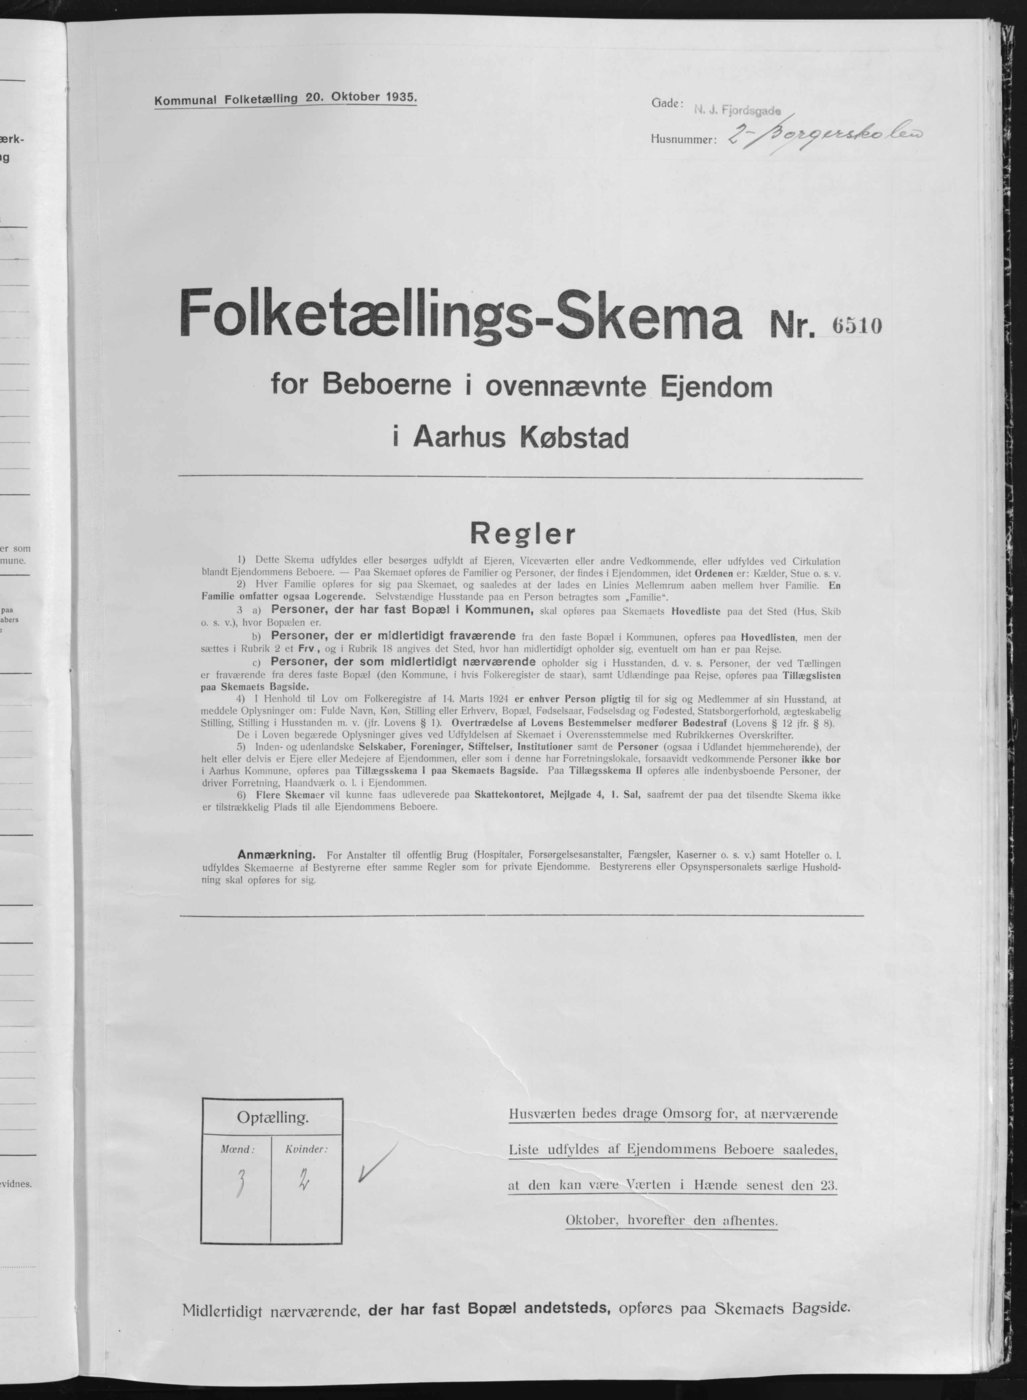 Kommunal Folketælling 20. Oktober 1935.
Gade: N. J. Fjordsgade
Husnummer: 2 - Borgerskolen
Folketællings-Skema Nr. 6510
for Beboerne i ovennævnte Ejendom
i Aarhus Købstad
Regler
1) Dette Skema udfyldes eller besørges udfyldt af Ejeren, Viceværten eller andre Vedkommende, eller udfyldes ved Cirkulation
blandt Ejendommens Beboere. — Paa Skemaet opføres de Familier og Personer, der findes i Ejendommen, idet Ordenen er: Kælder, Stue o. s. v.
2) Hver Familie opføres for sig paa Skemaet, og saaledes at der lades en Linies Mellemrum aaben mellem hver Familie. En
Familie omfatter ogsaa Logerende. Selvstændige Husstande paa en Person betragtes som „Familie“.
3 a) Personer, der har fast Bopæl i Kommunen, skal opføres paa Skemaets Hovedliste paa det Sted (Hus, Skib
o. s. v.), hvor Bopælen er.
b) Personer, der er midlertidigt fraværende fra den faste Bopæl i Kommunen, opføres paa Hovedlisten, men der
sættes i Rubrik 2 et Frv., og i Rubrik 18 angives det Sted, hvor han midlertidigt opholder sig, eventuelt om han er paa Rejse.
c) Personer, der som midlertidigt nærværende opholder sig i Husstanden, d. v. s. Personer, der ved Tællingen
er fraværende fra deres faste Bopæl (den Kommune, i hvis Folkeregister de staar), samt Udlændinge paa Rejse, opføres paa Tillægslisten
paa Skemaets Bagside.
4) I Henhold til Lov om Folkeregistre af 14. Marts 1924 er enhver Person pligtig til for sig og Medlemmer af sin Husstand, at
meddele Oplysninger om: Fulde Navn, Køn, Stilling eller Erhverv, Bopæl, Fødselsaar, Fødselsdag og Fødested, Statsborgerforhold, ægteskabelig
Stilling, Stilling i Husstanden m. v. (jfr. Lovens § 1). Overtrædelse af Lovens Bestemmelser medfører Bødestraf (Lovens § 12 jfr. § 8).
De i Loven begærede Oplysninger gives ved Udfyldelsen af Skemaet i Overensstemmelse med Rubrikkernes Overskrifter.
5) Inden- og udenlandske Selskaber, Foreninger, Stiftelser, Institutioner samt de Personer (ogsaa i Udlandet hjemmehørende), der
helt eller delvis er Ejere eller Medejere af Ejendommen, eller som i denne har Forretningslokale, forsaavidt vedkommende Personer ikke bor
i Aarhus Kommune, opføres paa Tillægsskema I paa Skemaets Bagside. Paa Tillægsskema II opføres alle indenbysboende Personer, der
driver Forretning, Haandværk o. l. i Ejendommen.
6) Flere Skemaer vil kunne faas udleverede paa Skattekontoret, Mejlgade 4, 1. Sal, saafremt der paa det tilsendte Skema ikke
er tilstrækkelig Plads til alle Ejendommens Beboere.
Anmærkning. For Anstalter til offentlig Brug (Hospitaler, Forsørgelsesanstalter, Fængsler, Kaserner o. s. v.) samt Hoteller o. l.
udfyldes Skemaerne af Bestyrerne efter samme Regler som for private Ejendomme. Bestyrerens eller Opsynspersonalets særlige Hushold-
ning skal opføres for sig.
Optælling.
Mænd: Kvinder:
3 2
Husværten bedes drage Omsorg for, at nærværende
Liste udfyldes af Ejendommens Beboere saaledes,
at den kan være Værten i Hænde senest den 23.
Oktober, hvorefter den afhentes.
Midlertidigt nærværende, der har fast Bopæl andetsteds, opføres paa Skemaets Bagside.